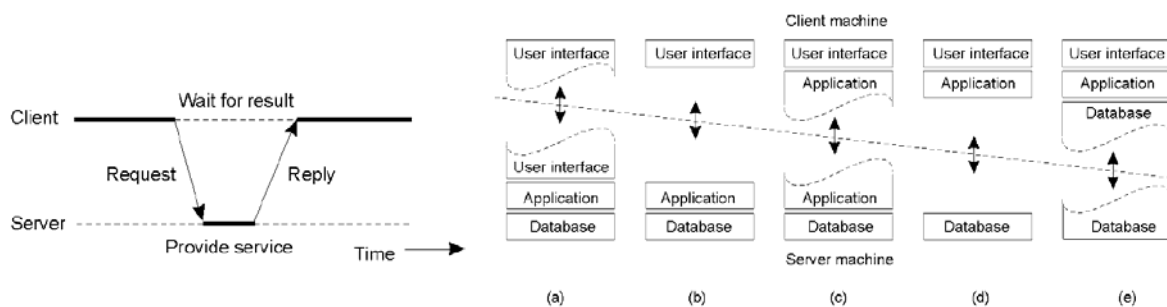 Wait for result
Client
Request
Reply
Server
Provide service
Time
Client machine
User interface
User interface
User interface
User interface
User interface
Application
Application
Application
Database
User interface
Application
Application
Application
Database
Database
Database
Database
Database
Server machine
(a)
(b)
(c)
(d)
(e)